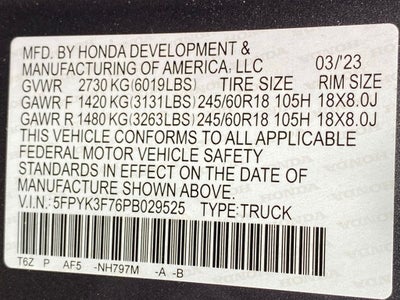 MFD. BY HONDA DEVELOPMENT &
MANUFACTURING OF AMERICA, LLC 03/23
GVWR 2730 KG(6019LBS) TIRE SIZE RIM SIZE
GAWR F 1420 KG(3131LBS) 245/60R18 105H 18X8.0J
GAWR R 1480 KG(3263LBS) 245/60R18 105H 18X8.0J
THIS VEHICLE CONFORMS TO ALL APPLICABLE
FEDERAL MOTOR VEHICLE SAFETY
STANDARDS IN EFFECT ON THE DATE OF
MANUFACTURE SHOWN ABOVE.
V.I.N.: 5FPYK3F76PB029525 TYPE:TRUCK
T6Z P AF5 -NH797M -A -B